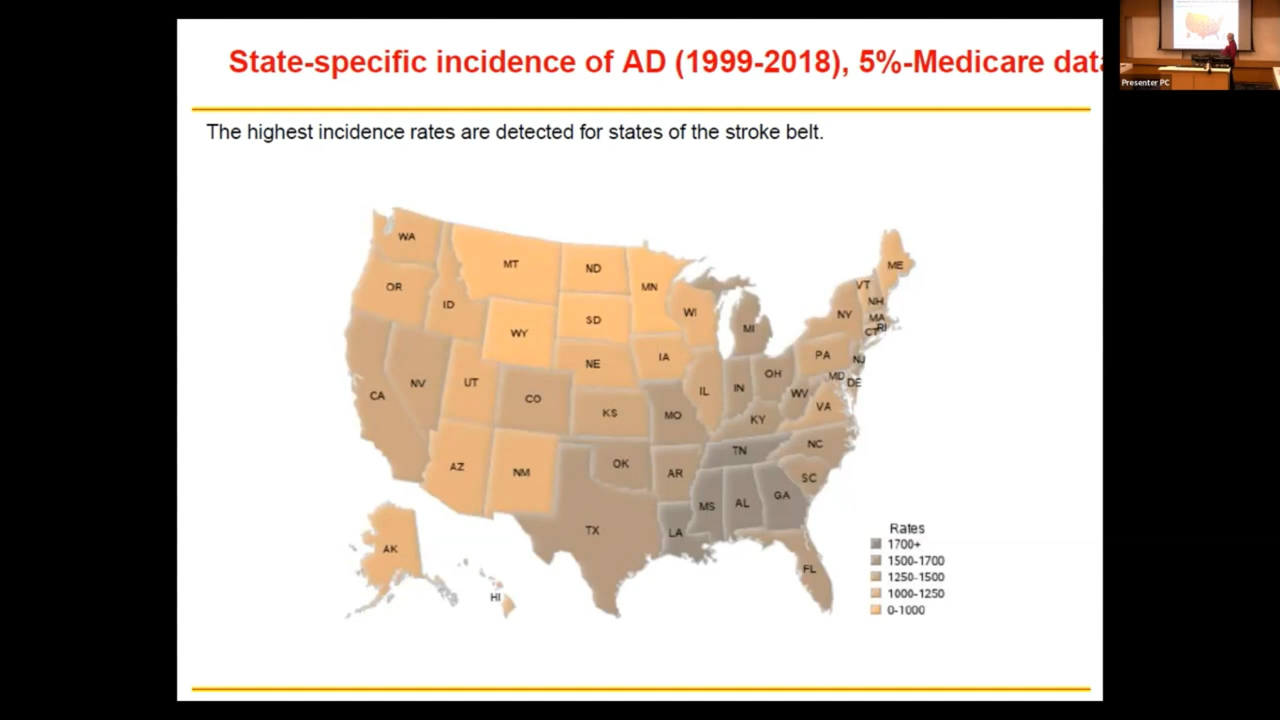 State-specific incidence of AD (1999-2018), 5%-Medicare data
Presenter PC
The highest incidence rates are detected for states of the stroke belt.
WA
MT
ND
MN
ME
OR
ID
SD
WI
MI
VT
NH
NY
MA
RI
CT
WY
NE
IA
PA
NJ
NV
UT
CO
IL
IN
OH
MD
DE
CA
KS
MO
WV
VA
KY
AZ
NM
OK
AR
TN
NC
SC
MS
AL
GA
TX
LA
AK
FL
HI
Rates
1700+
1500-1700
1250-1500
1000-1250
0-1000